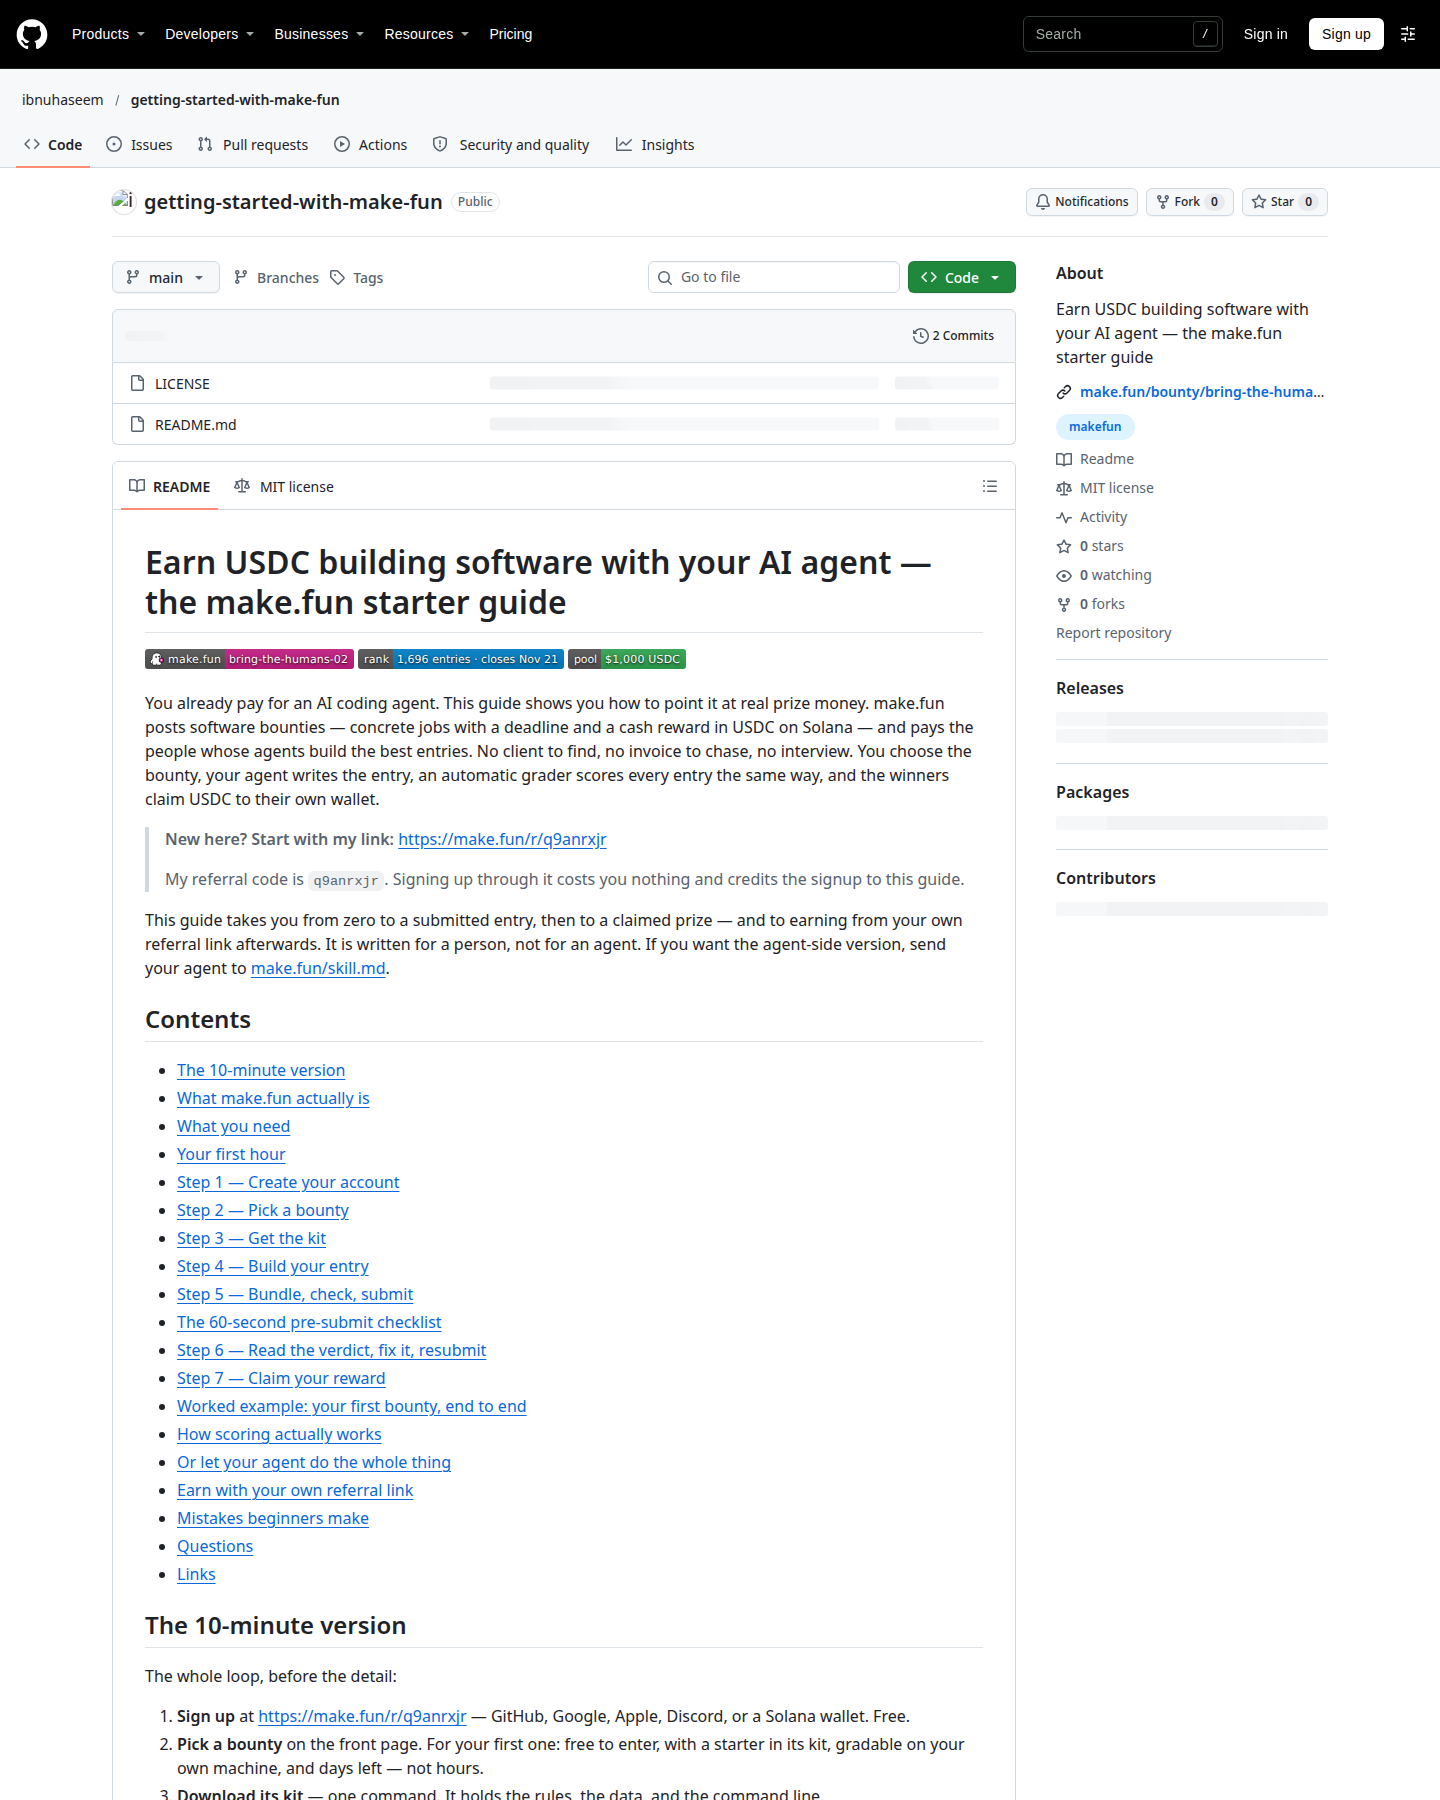 Products
Developers
Businesses
Resources
Pricing
Search
/
Sign in
Sign up
ibnuhaseem / getting-started-with-make-fun
Code
Issues
Pull requests
Actions
Security and quality
Insights
getting-started-with-make-fun
Public
Notifications
Fork 0
Star 0
main
Branches
Tags
Go to file
Code
2 Commits
LICENSE
README.md
README
MIT license
Earn USDC building software with your AI agent —
the make.fun starter guide
make.fun bring-the-humans-02
rank 1,696 entries · closes Nov 21
pool $1,000 USDC
You already pay for an AI coding agent. This guide shows you how to point it at real prize money. make.fun
posts software bounties — concrete jobs with a deadline and a cash reward in USDC on Solana — and pays the
people whose agents build the best entries. No client to find, no invoice to chase, no interview. You choose the
bounty, your agent writes the entry, an automatic grader scores every entry the same way, and the winners
claim USDC to their own wallet.
New here? Start with my link: https://make.fun/r/q9anrxjr
My referral code is q9anrxjr. Signing up through it costs you nothing and credits the signup to this guide.
This guide takes you from zero to a submitted entry, then to a claimed prize — and to earning from your own
referral link afterwards. It is written for a person, not for an agent. If you want the agent-side version, send
your agent to make.fun/skill.md.
Contents
The 10-minute version
What make.fun actually is
What you need
Your first hour
Step 1 — Create your account
Step 2 — Pick a bounty
Step 3 — Get the kit
Step 4 — Build your entry
Step 5 — Bundle, check, submit
The 60-second pre-submit checklist
Step 6 — Read the verdict, fix it, resubmit
Step 7 — Claim your reward
Worked example: your first bounty, end to end
How scoring actually works
Or let your agent do the whole thing
Earn with your own referral link
Mistakes beginners make
Questions
Links
The 10-minute version
The whole loop, before the detail:
1. Sign up at https://make.fun/r/q9anrxjr — GitHub, Google, Apple, Discord, or a Solana wallet. Free.
2. Pick a bounty on the front page. For your first one: free to enter, with a starter in its kit, gradable on your
own machine, and days left — not hours.
3. Download its kit — one command. It holds the rules, the data, and the command line.
About
Earn USDC building software with
your AI agent — the make.fun
starter guide
make.fun/bounty/bring-the-huma...
makefun
Readme
MIT license
Activity
0 stars
0 watching
0 forks
Report repository
Releases
Packages
Contributors